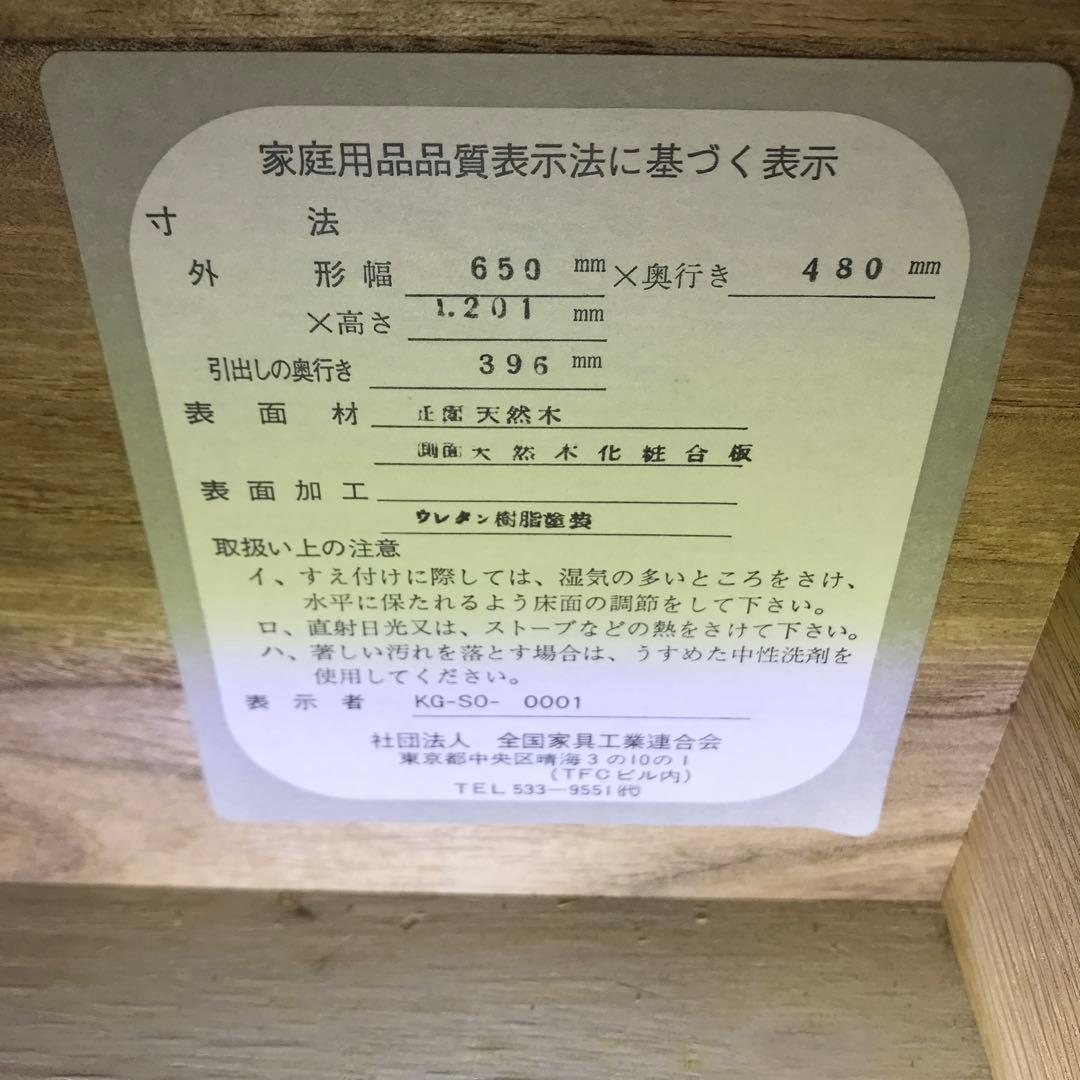 家庭用品品質表示法に基づく表示
寸 法
外 形 幅 650 mm ×奥行き 480 mm
×高さ 1.201 mm
引出しの奥行き 396 mm
表 面 材 正面 天然木
側面 天然木化粧合板
表 面 加 工
ウレタン樹脂塗装
取扱い上の注意
イ、すえ付けに際しては、湿気の多いところをさけ、
水平に保たれるよう床面の調節をして下さい。
ロ、直射日光又は、ストーブなどの熱をさけて下さい。
ハ、著しい汚れを落とす場合は、うすめた中性洗剤を
使用してください。
表 示 者 KG-SO- 0001
社団法人 全国家具工業連合会
東京都中央区晴海3の10の1
(TFCビル内)
TEL 533-9551㈹